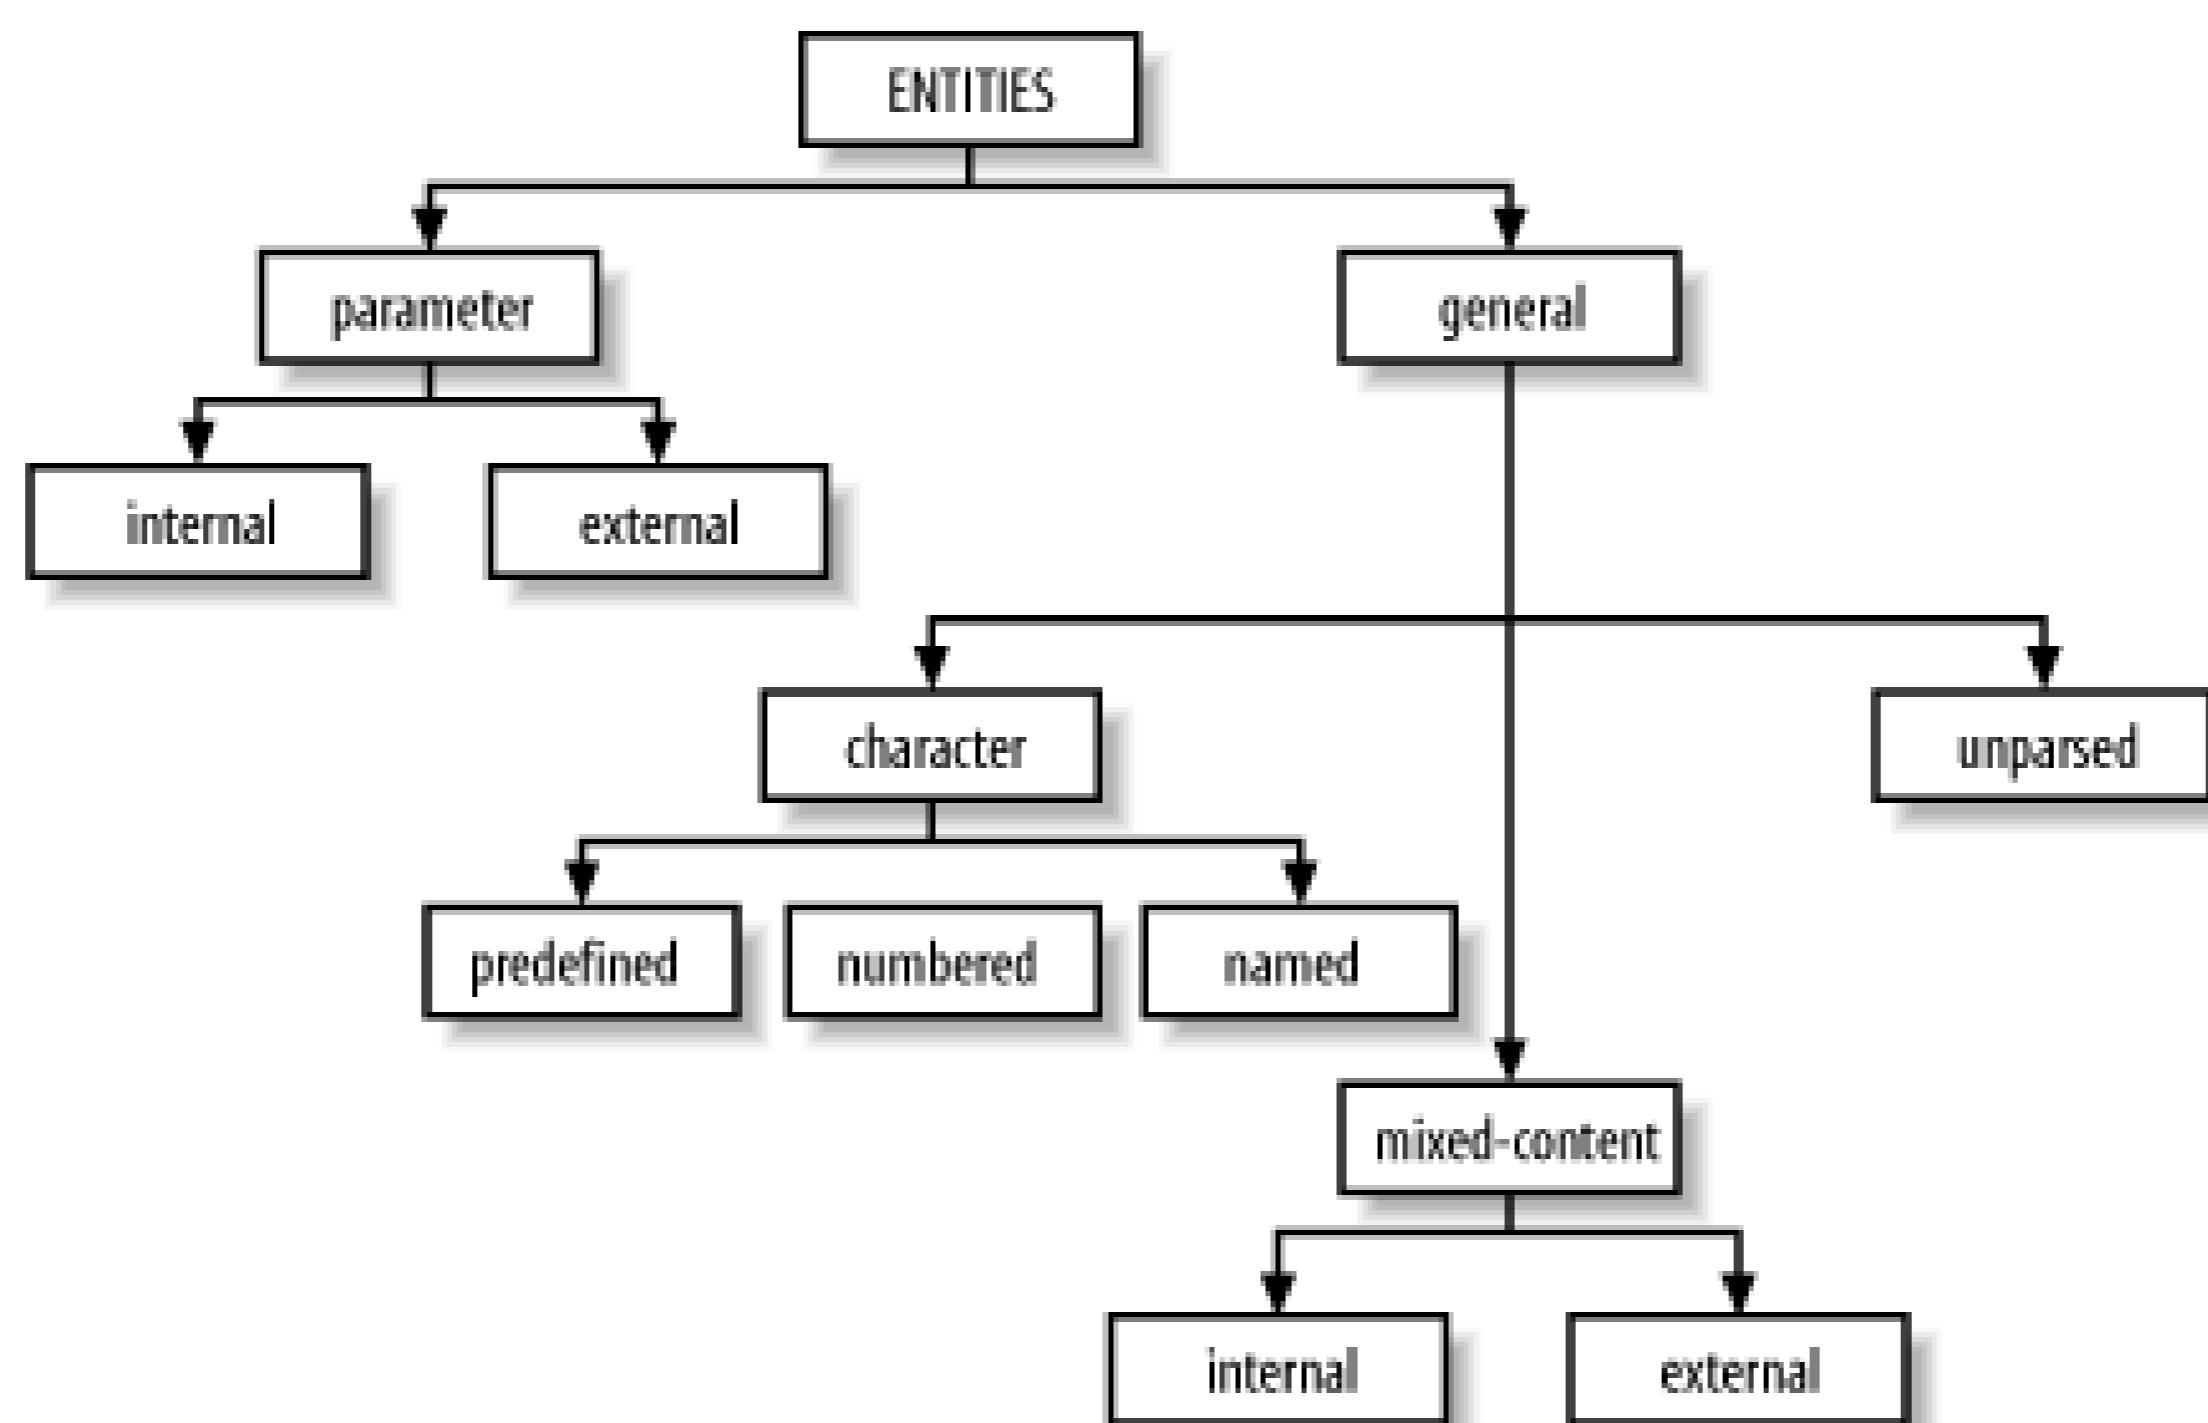 ENTITIES
parameter
general
internal
external
character
unparsed
predefined
numbered
named
mixed-content
internal
external